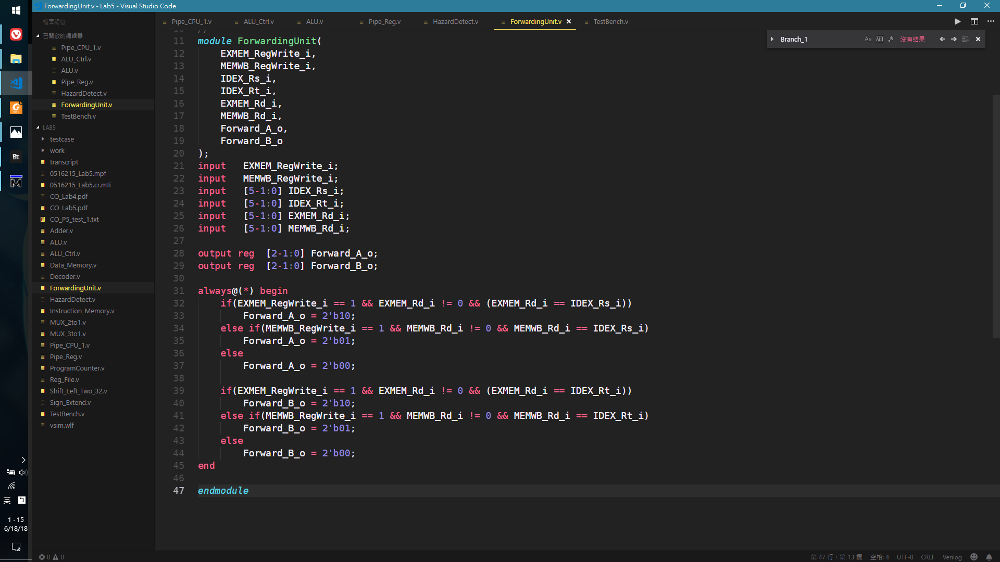 ForwardingUnit.v - Lab5 - Visual Studio Code
檔案總管
已開啟的編輯器
Pipe_CPU_1.v
ALU_Ctrl.v
ALU.v
Pipe_Reg.v
HazardDetect.v
ForwardingUnit.v
TestBench.v
LAB5
testcase
work
transcript
0516215_Lab5.mpf
0516215_Lab5.cr.mti
CO_Lab4.pdf
CO_Lab5.pdf
CO_P5_test_1.txt
Adder.v
ALU.v
ALU_Ctrl.v
Data_Memory.v
Decoder.v
ForwardingUnit.v
HazardDetect.v
Instruction_Memory.v
MUX_2to1.v
MUX_3to1.v
Pipe_CPU_1.v
Pipe_Reg.v
ProgramCounter.v
Reg_File.v
Shift_Left_Two_32.v
Sign_Extend.v
TestBench.v
vsim.wlf
Pipe_CPU_1.v ALU_Ctrl.v ALU.v Pipe_Reg.v HazardDetect.v ForwardingUnit.v TestBench.v
Branch_1 Aa Abl .* 沒有結果
11 module ForwardingUnit(
12 EXMEM_RegWrite_i,
13 MEMWB_RegWrite_i,
14 IDEX_Rs_i,
15 IDEX_Rt_i,
16 EXMEM_Rd_i,
17 MEMWB_Rd_i,
18 Forward_A_o,
19 Forward_B_o
20 );
21 input EXMEM_RegWrite_i;
22 input MEMWB_RegWrite_i;
23 input [5-1:0] IDEX_Rs_i;
24 input [5-1:0] IDEX_Rt_i;
25 input [5-1:0] EXMEM_Rd_i;
26 input [5-1:0] MEMWB_Rd_i;
27
28 output reg [2-1:0] Forward_A_o;
29 output reg [2-1:0] Forward_B_o;
30
31 always@(*) begin
32 if(EXMEM_RegWrite_i == 1 && EXMEM_Rd_i != 0 && (EXMEM_Rd_i == IDEX_Rs_i))
33 Forward_A_o = 2'b10;
34 else if(MEMWB_RegWrite_i == 1 && MEMWB_Rd_i != 0 && MEMWB_Rd_i == IDEX_Rs_i)
35 Forward_A_o = 2'b01;
36 else
37 Forward_A_o = 2'b00;
38
39 if(EXMEM_RegWrite_i == 1 && EXMEM_Rd_i != 0 && (EXMEM_Rd_i == IDEX_Rt_i))
40 Forward_B_o = 2'b10;
41 else if(MEMWB_RegWrite_i == 1 && MEMWB_Rd_i != 0 && MEMWB_Rd_i == IDEX_Rt_i)
42 Forward_B_o = 2'b01;
43 else
44 Forward_B_o = 2'b00;
45 end
46
47 endmodule
英 ㄅ
1：15
6/18/18
0 0
第 47 行，第 13 欄 空格: 4 UTF-8 CRLF Verilog